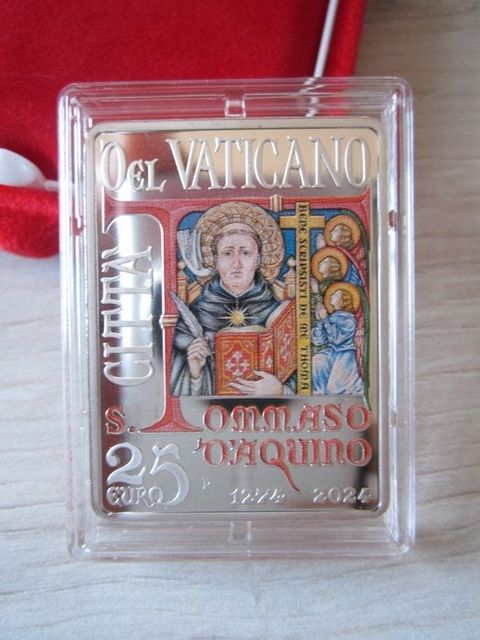 CITTÀ
DEL VATICANO
BENE SCRIPSISTI DE ME THOMA
S. TOMMASO
D'AQUINO
25
EURO
R 1274 2024